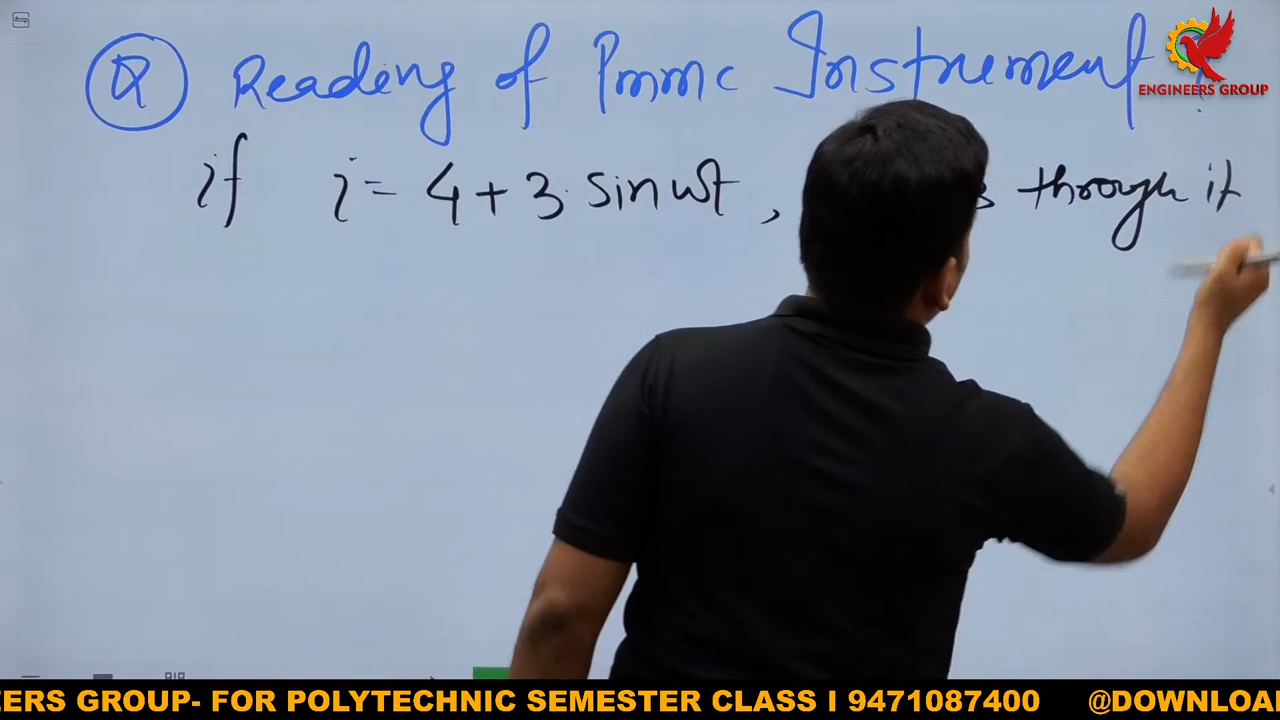 Q Reading of Pmmc Instrument
if i = 4 + 3 sin ωt , through it
ENGINEERS GROUP
EERS GROUP- FOR POLYTECHNIC SEMESTER CLASS I 9471087400 @DOWNLOA